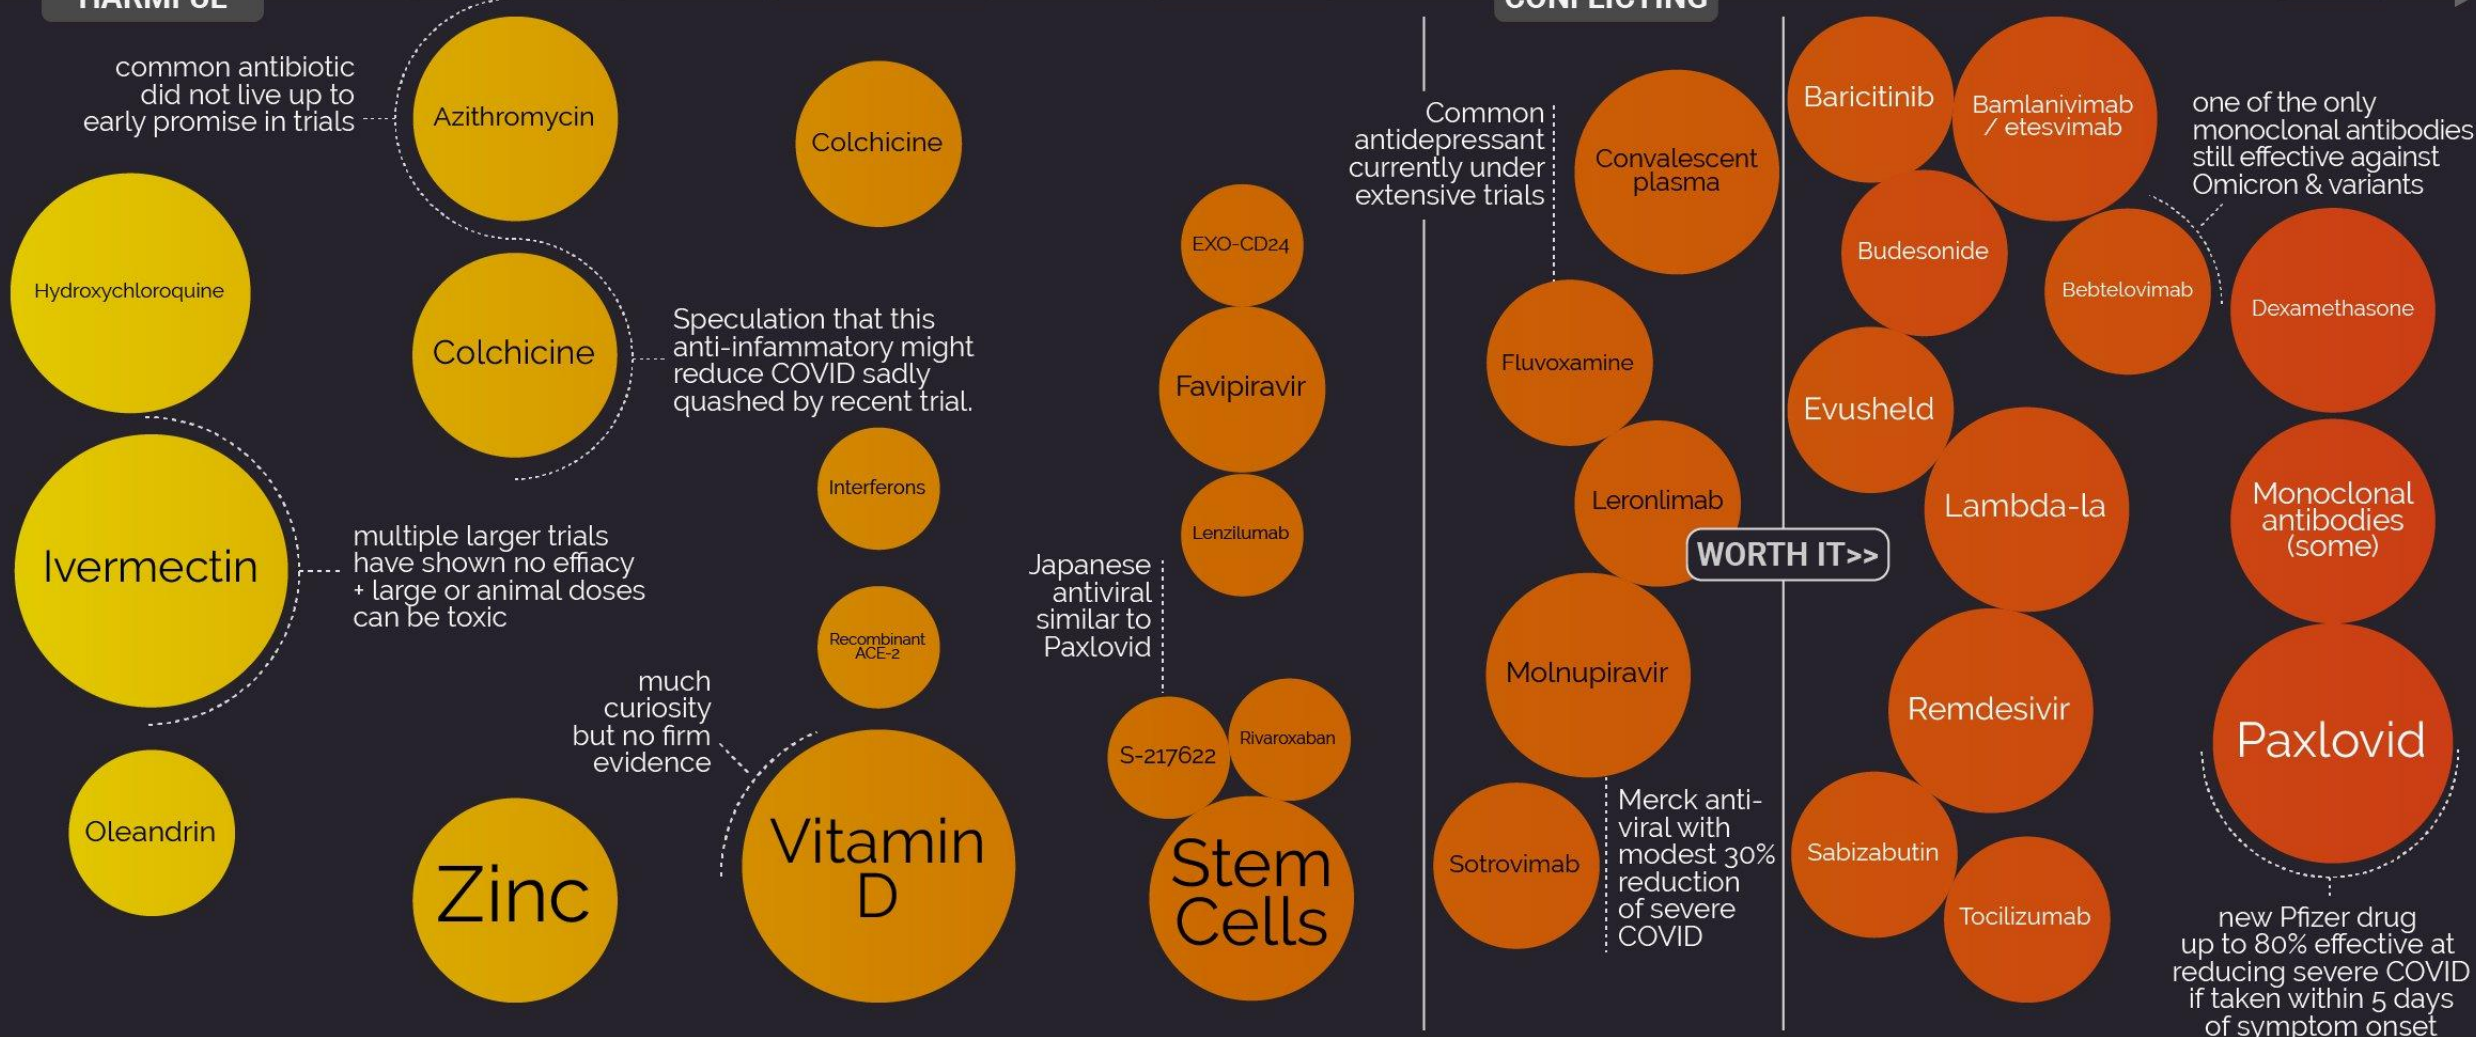 HARMFUL
CONFLICTING
common antibiotic
did not live up to
early promise in trials
Azithromycin
Colchicine
Hydroxychloroquine
Colchicine
Speculation that this
anti-infammatory might
reduce COVID sadly
quashed by recent trial.
Ivermectin
multiple larger trials
have shown no effiacy
+ large or animal doses
can be toxic
Oleandrin
Zinc
Interferons
Recombinant
ACE-2
much
curiosity
but no firm
evidence
Vitamin
D
EXO-CD24
Favipiravir
Lenzilumab
Japanese
antiviral
similar to
Paxlovid
S-217622
Rivaroxaban
Stem
Cells
Common
antidepressant
currently under
extensive trials
Convalescent
plasma
Fluvoxamine
Leronlimab
WORTH IT>>
Molnupiravir
Sotrovimab
Merck anti-
viral with
modest 30%
reduction
of severe
COVID
Baricitinib
Bamlanivimab
/ etesvimab
one of the only
monoclonal antibodies
still effective against
Omicron & variants
Budesonide
Bebtelovimab
Dexamethasone
Evusheld
Lambda-la
Monoclonal
antibodies
(some)
Remdesivir
Paxlovid
Sabizabutin
Tocilizumab
new Pfizer drug
up to 80% effective at
reducing severe COVID
if taken within 5 days
of symptom onset